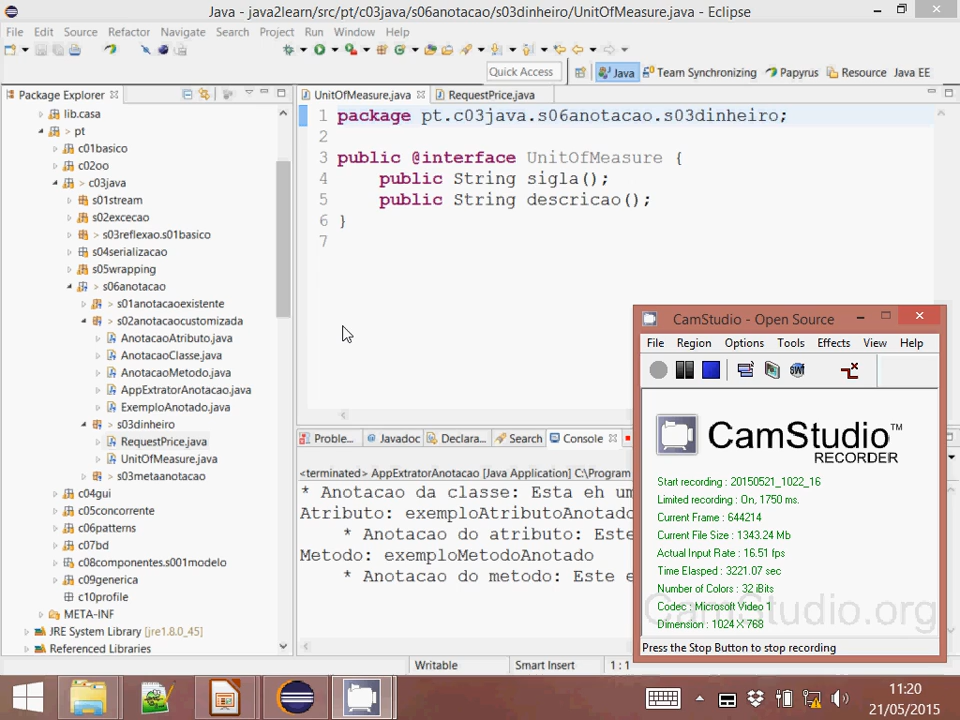 Java - java2learn/src/pt/c03java/s06anotacao/s03dinheiro/UnitOfMeasure.java - Eclipse
File Edit Source Refactor Navigate Search Project Run Window Help
Quick Access
Java
Team Synchronizing
Papyrus
Resource
Java EE
Package Explorer
lib.casa
> pt
c01basico
c02oo
> c03java
s01stream
s02excecao
> s03reflexao.s01basico
s04serializacao
s05wrapping
s06anotacao
> s01anotacaoexistente
> s02anotacaocustomizada
AnotacaoAtributo.java
AnotacaoClasse.java
AnotacaoMetodo.java
AppExtratorAnotacao.java
ExemploAnotado.java
> s03dinheiro
RequestPrice.java
UnitOfMeasure.java
> s03metaanotacao
> c04gui
c05concorrente
> c06patterns
> c07bd
> c08componentes.s001modelo
> c09generica
c10profile
META-INF
JRE System Library [jre1.8.0_45]
Referenced Libraries
UnitOfMeasure.java
RequestPrice.java
1 package pt.c03java.s06anotacao.s03dinheiro;
2
3 public @interface UnitOfMeasure {
4 public String sigla();
5 public String descricao();
6 }
7
Proble...
Javadoc
Declara...
Search
Console
<terminated> AppExtratorAnotacao [Java Application] C:\Program
* Anotacao da classe: Esta eh um
Atributo: exemploAtributoAnotado
* Anotacao do atributo: Este
Metodo: exemploMetodoAnotado
* Anotacao do metodo: Este e
Writable
Smart Insert
1 : 1
CamStudio - Open Source
File Region Options Tools Effects View Help
SWF
CamStudio™
RECORDER
Start recording : 20150521_1022_16
Limited recording : On, 1750 ms.
Current Frame : 644214
Current File Size : 1343.24 Mb
Actual Input Rate : 16.51 fps
Time Elasped : 3221.07 sec
Number of Colors : 32 iBits
Codec : Microsoft Video 1
Dimension : 1024 X 768
CamStudio.org
Press the Stop Button to stop recording
11:20
21/05/2015